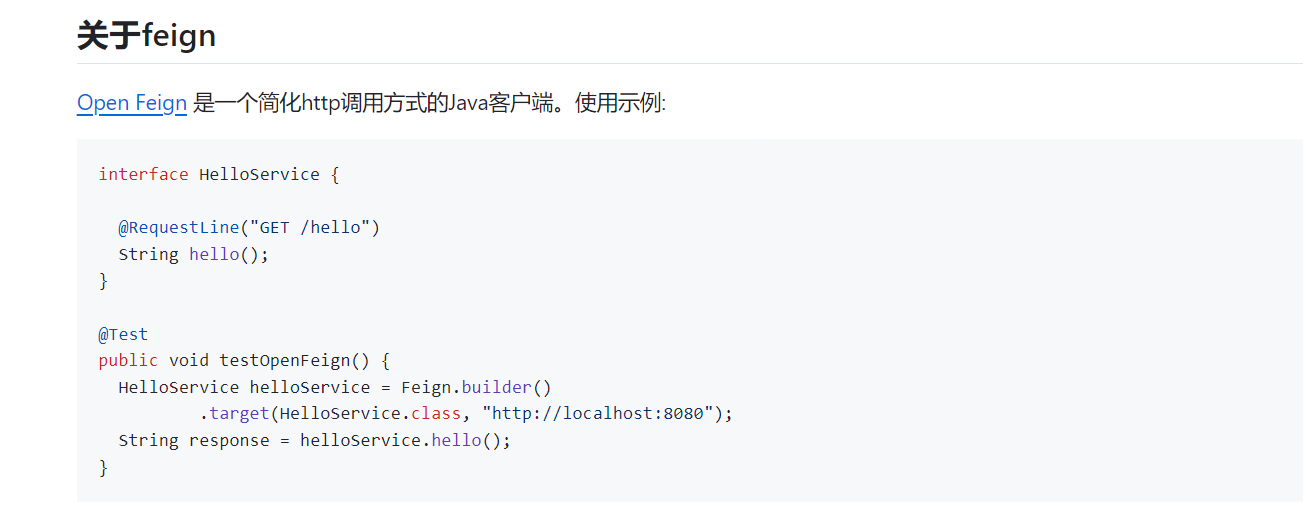 关于feign
Open Feign 是一个简化http调用方式的Java客户端。使用示例:
interface HelloService {
  @RequestLine("GET /hello")
  String hello();
}
@Test
public void testOpenFeign() {
  HelloService helloService = Feign.builder()
          .target(HelloService.class, "http://localhost:8080");
  String response = helloService.hello();
}